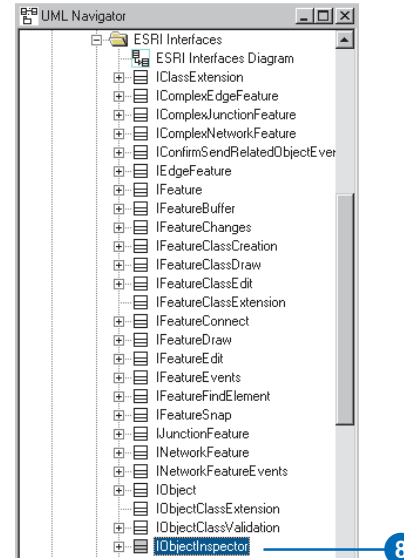 UML Navigator
ESRI Interfaces
ESRI Interfaces Diagram
IClassExtension
IComplexEdgeFeature
IComplexJunctionFeature
IComplexNetworkFeature
IConfirmSendRelatedObjectEver
IEdgeFeature
IFeature
IFeatureBuffer
IFeatureChanges
IFeatureClassCreation
IFeatureClassDraw
IFeatureClassEdit
IFeatureClassExtension
IFeatureConnect
IFeatureDraw
IFeatureEdit
IFeatureEvents
IFeatureFindElement
IFeatureSnap
IJunctionFeature
INetworkFeature
INetworkFeatureEvents
IObject
IObjectClassExtension
IObjectClassValidation
IObjectInspector 8